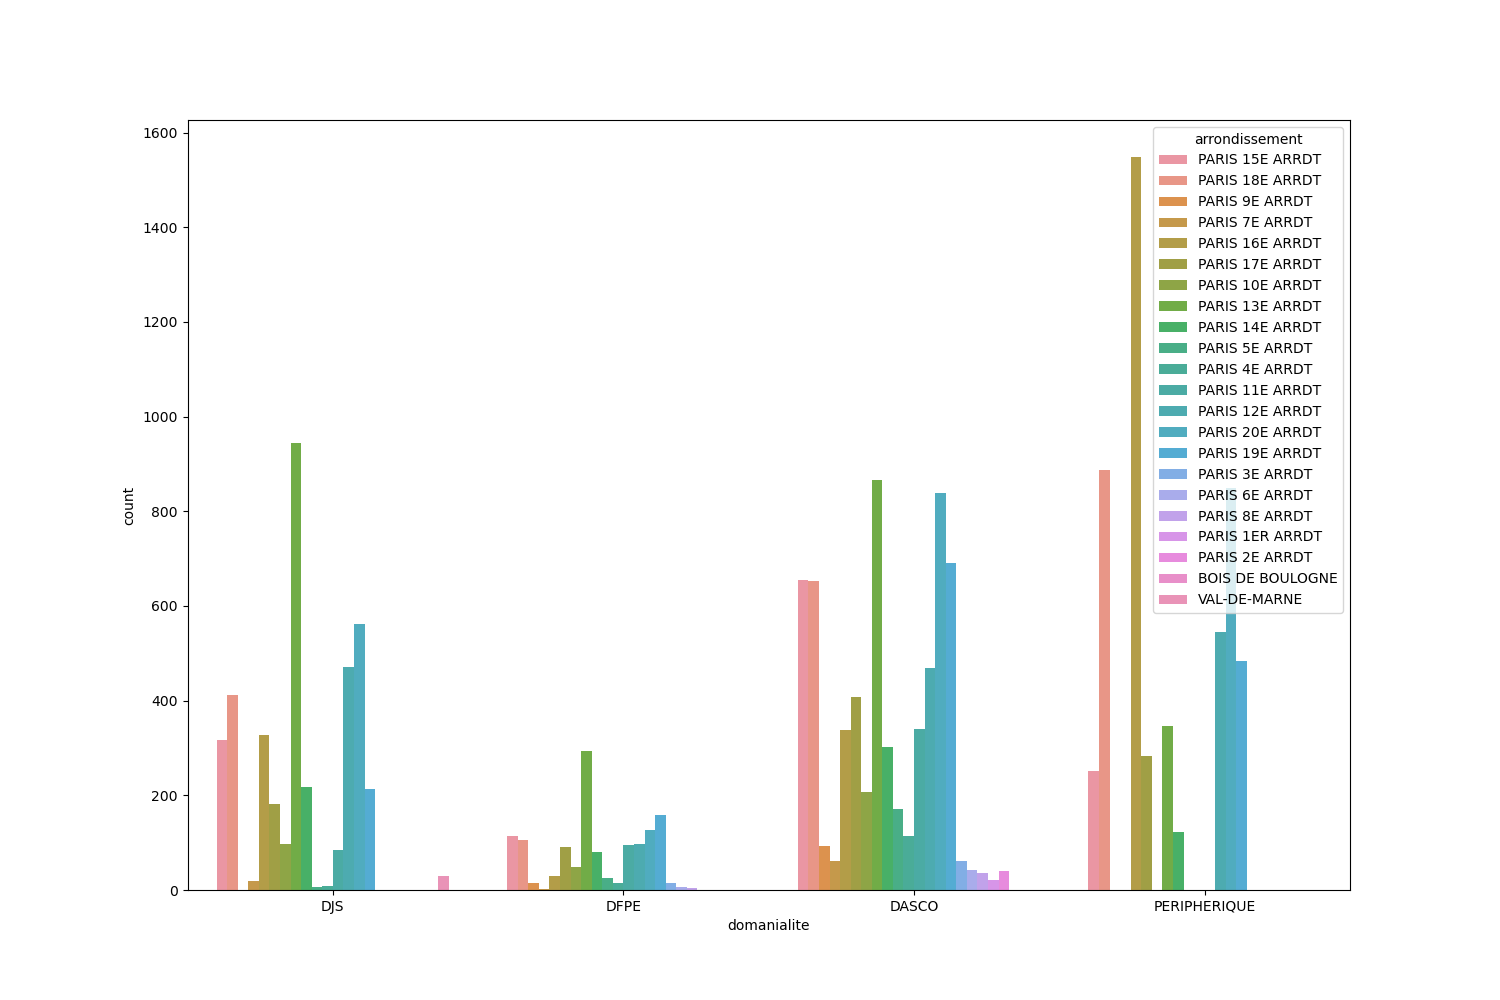 1600
1400
1200
1000
800
600
400
200
0
count
DJS
DFPE
DASCO
PERIPHERIQUE
domanialite
arrondissement
PARIS 15E ARRDT
PARIS 18E ARRDT
PARIS 9E ARRDT
PARIS 7E ARRDT
PARIS 16E ARRDT
PARIS 17E ARRDT
PARIS 10E ARRDT
PARIS 13E ARRDT
PARIS 14E ARRDT
PARIS 5E ARRDT
PARIS 4E ARRDT
PARIS 11E ARRDT
PARIS 12E ARRDT
PARIS 20E ARRDT
PARIS 19E ARRDT
PARIS 3E ARRDT
PARIS 6E ARRDT
PARIS 8E ARRDT
PARIS 1ER ARRDT
PARIS 2E ARRDT
BOIS DE BOULOGNE
VAL-DE-MARNE